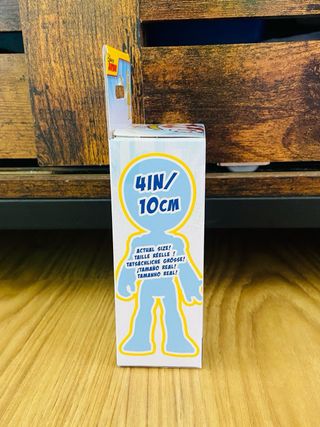 4IN/
10CM
ACTUAL SIZE!
TAILLE RÉELLE !
TATSÄCHLICHE GRÖSSE!
¡TAMAÑO REAL!
TAMANHO REAL!